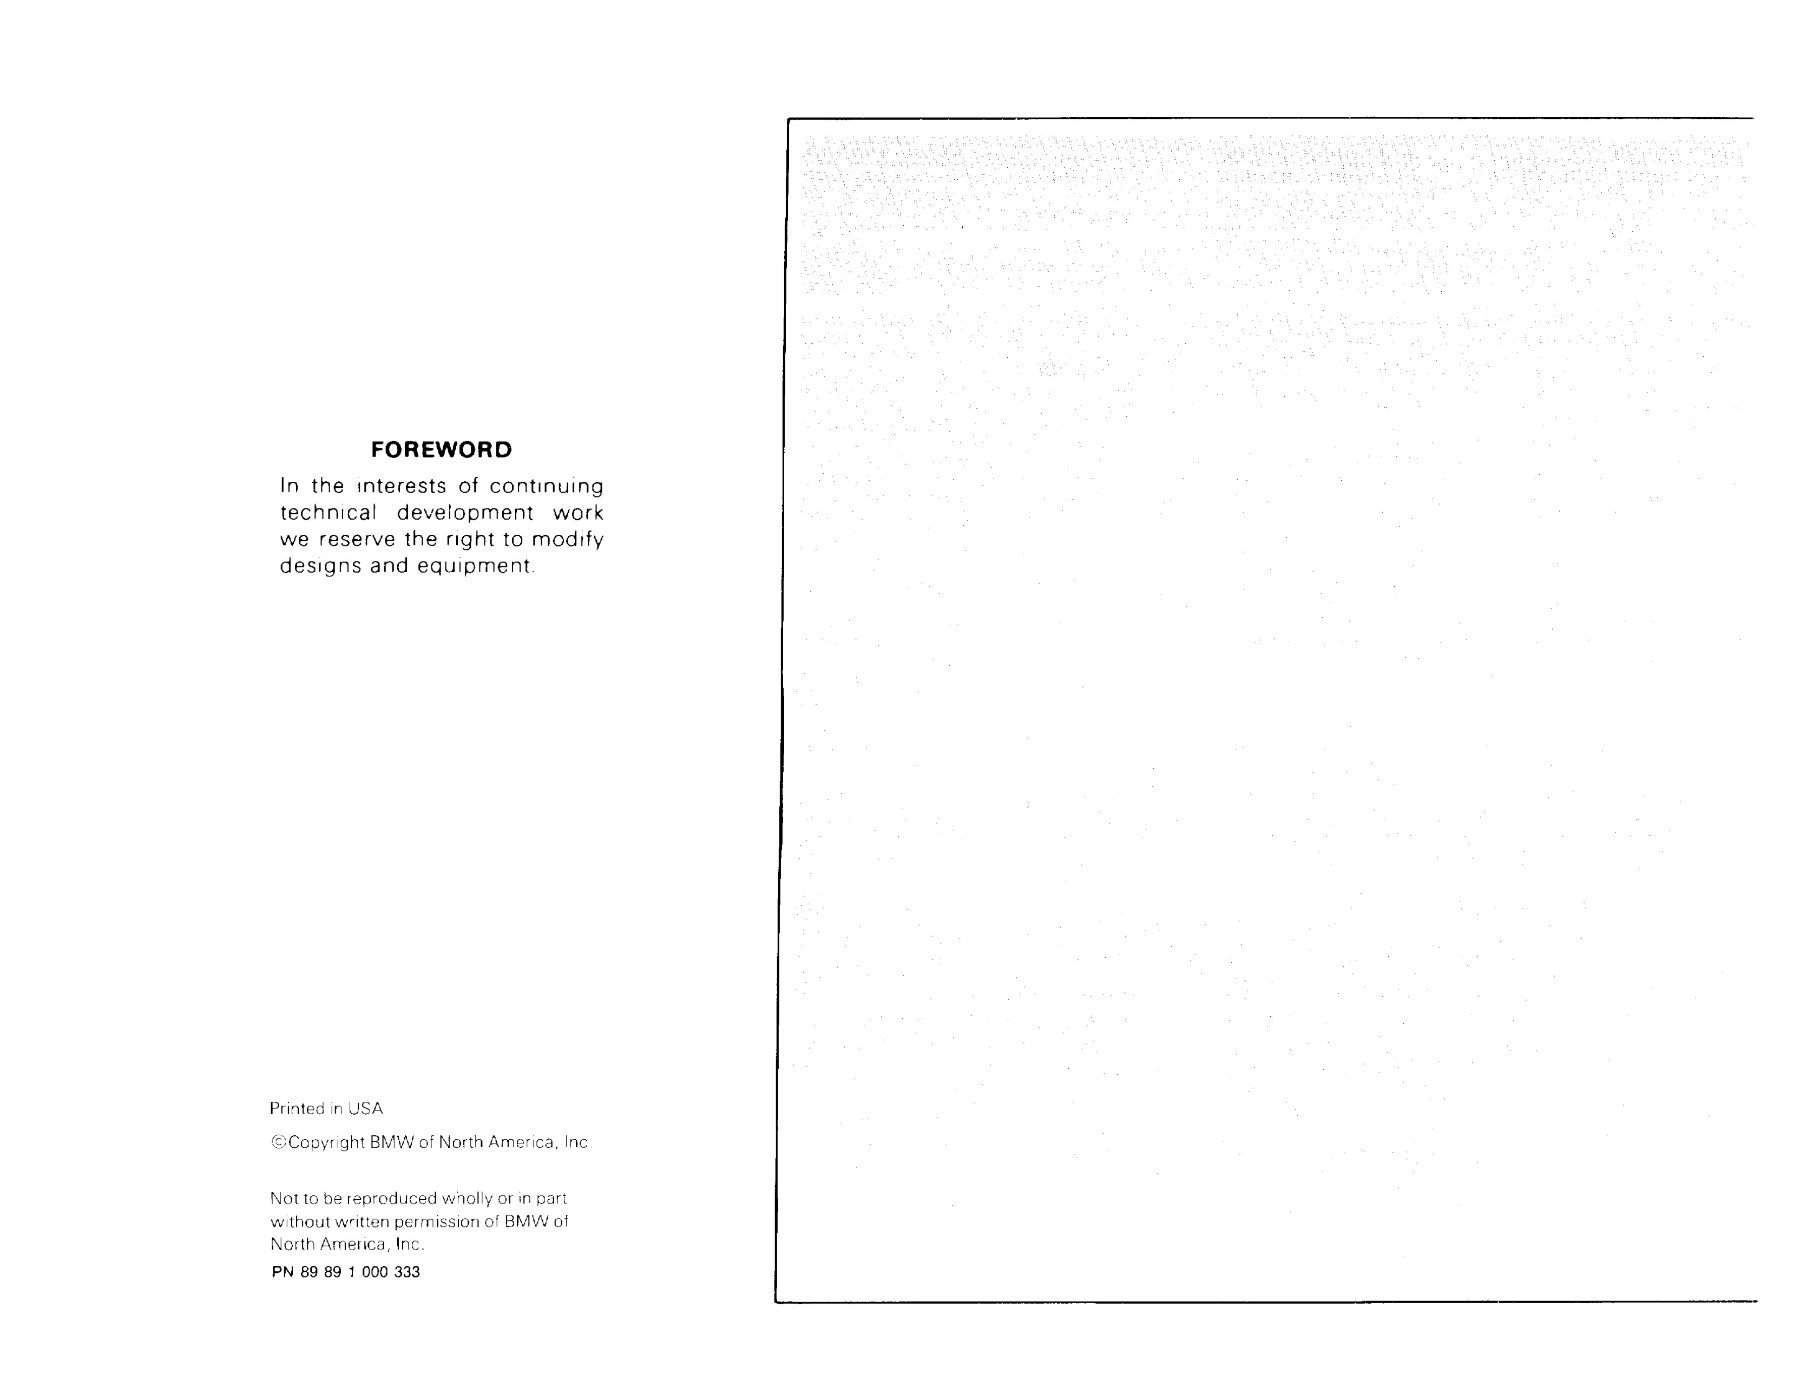 FOREWORD
In the interests of continuing
technical development work
we reserve the right to modify
designs and equipment.
Printed in USA
©Copyright BMW of North America, Inc
Not to be reproduced wholly or in part
without written permission of BMW of
North America, Inc.
PN 89 89 1 000 333